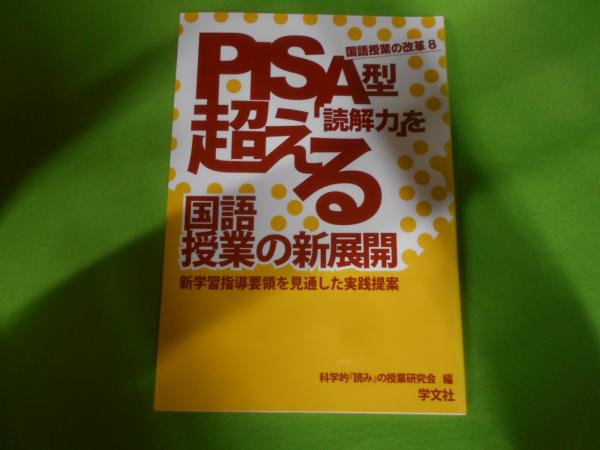 国語授業の改革8
PISA型
「読解力」を
超える
国語
授業の新展開
新学習指導要領を見通した実践提案
科学的『読み』の授業研究会 編
学文社